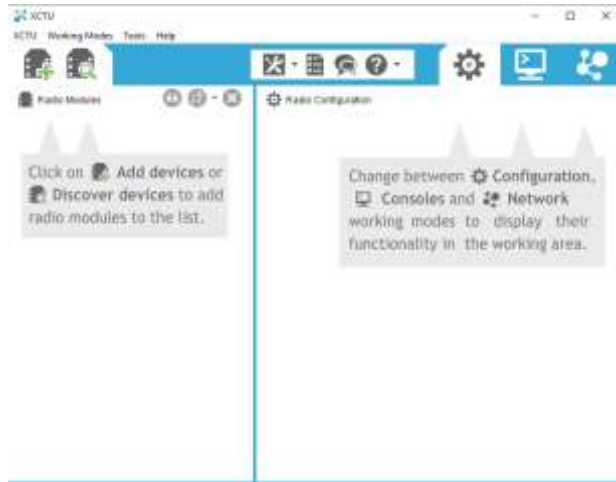 XCTU
XCTU Working Modes Tools Help
Radio Modules
Radio Configuration
Click on Add devices or
Discover devices to add
radio modules to the list.
Change between Configuration,
Consoles and Network
working modes to display their
functionality in the working area.